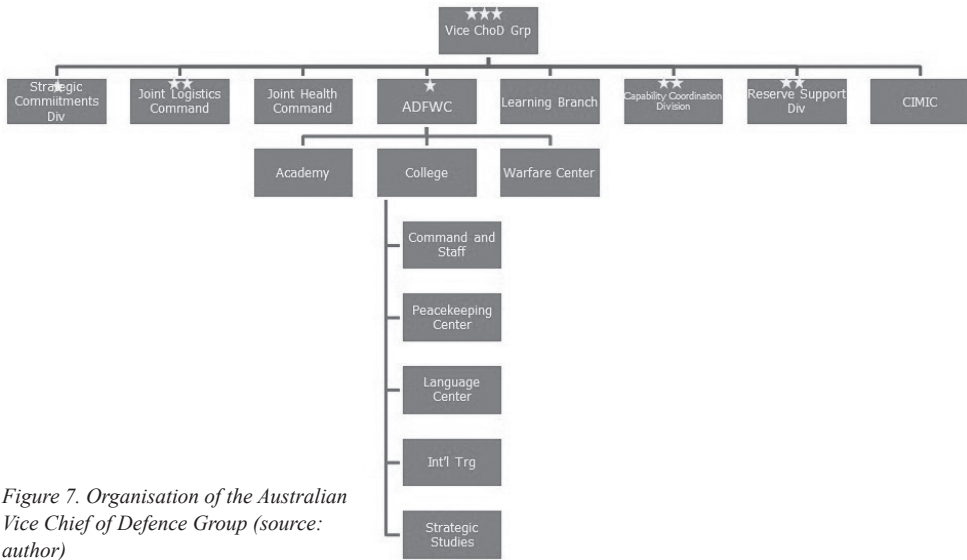 Vice ChoD Grp
Strategic
Commiitments
Div
Joint Logistics
Command
Joint Health
Command
ADFWC
Learning Branch
Capability Coordination
Division
Reserve Support
Div
CIMIC
Academy
College
Warfare Center
Command and
Staff
Peacekeeping
Center
Language
Center
Int'l Trg
Strategic
Studies
Figure 7. Organisation of the Australian
Vice Chief of Defence Group (source:
author)